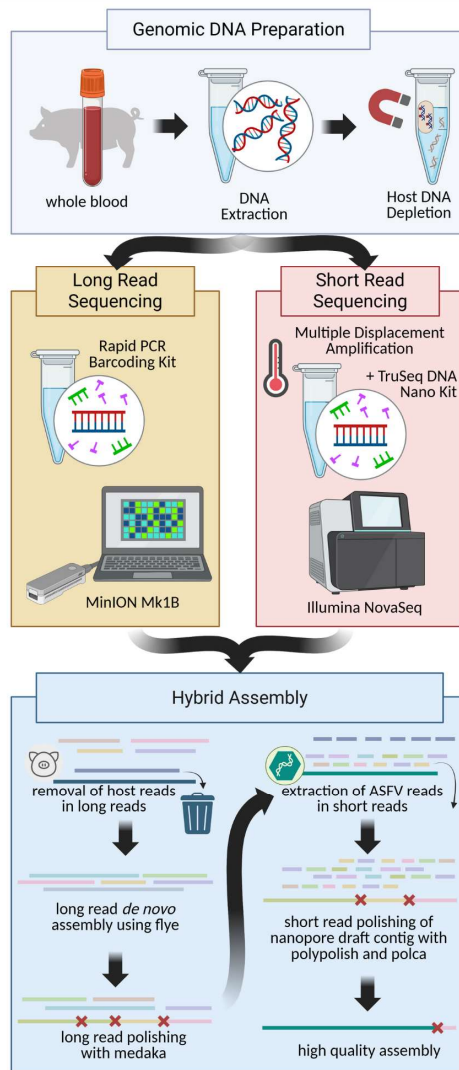 Genomic DNA Preparation
whole blood
DNA
Extraction
Host DNA
Depletion
Long Read
Sequencing
Rapid PCR
Barcoding Kit
MinION Mk1B
Short Read
Sequencing
Multiple Displacement
Amplification
+ TruSeq DNA
Nano Kit
Illumina NovaSeq
Hybrid Assembly
removal of host reads
in long reads
long read de novo
assembly using flye
long read polishing
with medaka
extraction of ASFV reads
in short reads
short read polishing of
nanopore draft contig with
polypolish and polca
high quality assembly